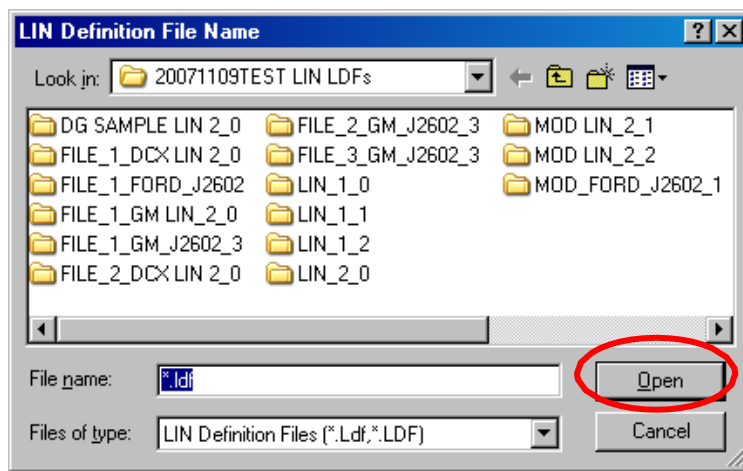 LIN Definition File Name
Look in: 20071109TEST LIN LDFs
DG SAMPLE LIN 2_0 FILE_2_GM_J2602_3 MOD LIN_2_1
FILE_1_DCX LIN 2_0 FILE_3_GM_J2602_3 MOD LIN_2_2
FILE_1_FORD_J2602 LIN_1_0 MOD_FORD_J2602_1
FILE_1_GM LIN_2_0 LIN_1_1
FILE_1_GM_J2602_3 LIN_1_2
FILE_2_DCX LIN 2_0 LIN_2_0
File name: *.ldf Open
Files of type: LIN Definition Files (*.Ldf,*.LDF) Cancel